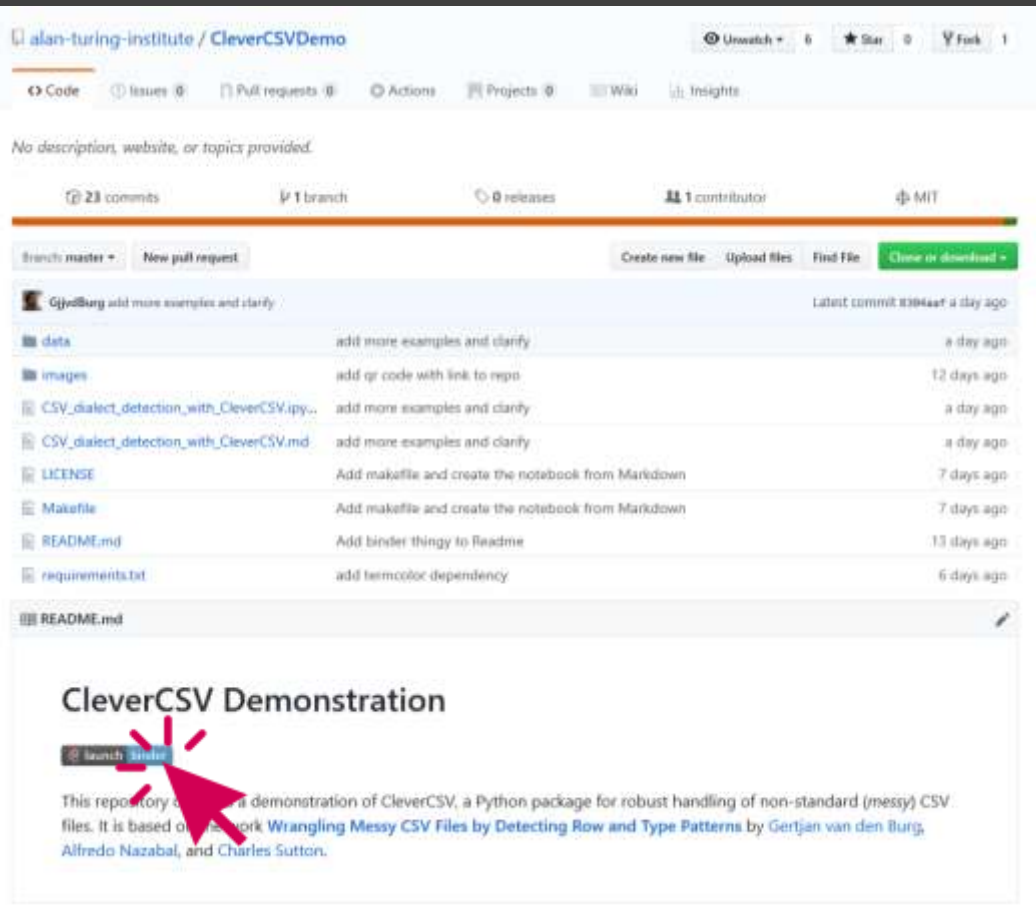 alan-turing-institute / CleverCSVDemo
Unwatch 6 Star 0 Fork 1
Code Issues 0 Pull requests 0 Actions Projects 0 Wiki Insights
No description, website, or topics provided.
23 commits 1 branch 0 releases 1 contributor MIT
Branch: master New pull request Create new file Upload files Find File Clone or download
GjjvdBurg add more examples and clarify Latest commit a day ago
data add more examples and clarify a day ago
images add qr code with link to repo 12 days ago
CSV_dialect_detection_with_CleverCSV.ipy... add more examples and clarify a day ago
CSV_dialect_detection_with_CleverCSV.md add more examples and clarify a day ago
LICENSE Add makefile and create the notebook from Markdown 7 days ago
Makefile Add makefile and create the notebook from Markdown 7 days ago
README.md Add binder thingy to Readme 13 days ago
requirements.txt add termcolor dependency 6 days ago
README.md
CleverCSV Demonstration
launch binder
This repository a demonstration of CleverCSV, a Python package for robust handling of non-standard (messy) CSV
files. It is based work Wrangling Messy CSV Files by Detecting Row and Type Patterns by Gertjan van den Burg,
Alfredo Nazabal, and Charles Sutton.